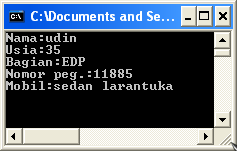 C:\Documents and Se...
Nama:udin
Usia:35
Bagian:EDP
Nomor peg.:11885
Mobil:sedan larantuka